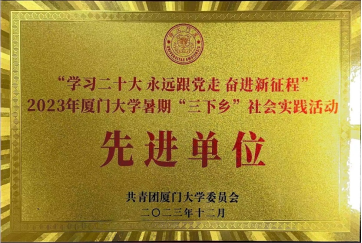 “学习二十大 永远跟党走 奋进新征程”
2023年厦门大学暑期“三下乡”社会实践活动
先进单位
共青团厦门大学委员会
二〇二三年十二月